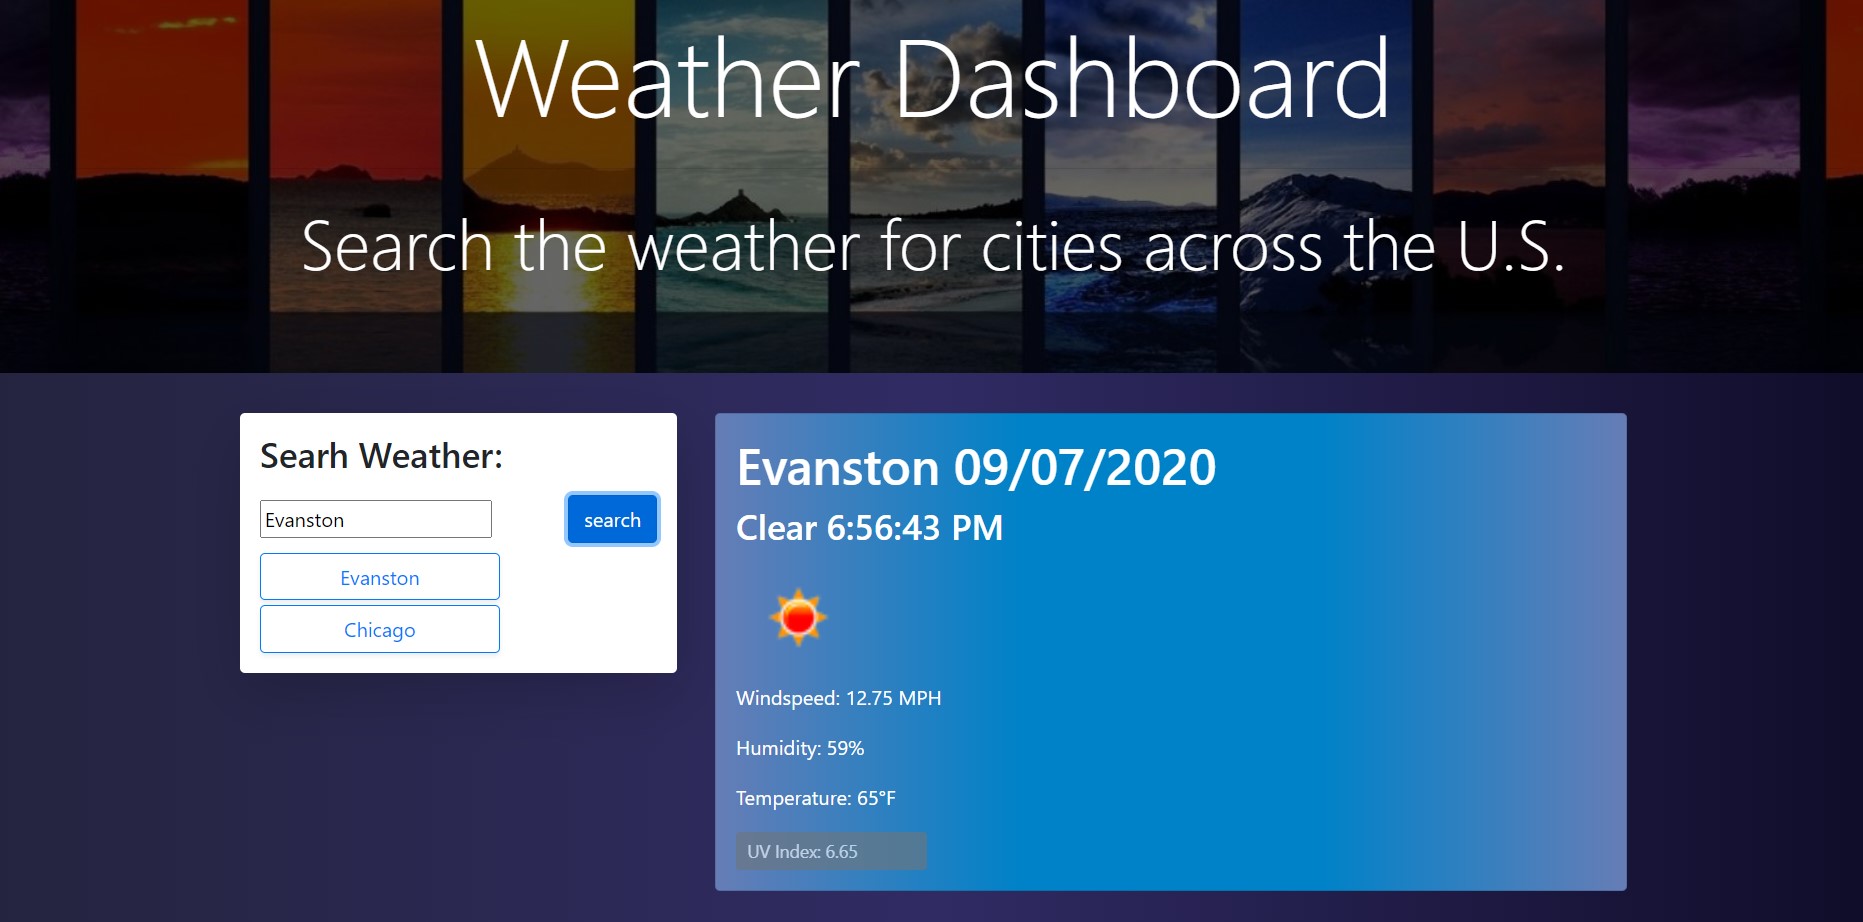 Weather Dashboard
Search the weather for cities across the U.S.
Searh Weather:
Evanston
search
Evanston
Chicago
Evanston 09/07/2020
Clear 6:56:43 PM
Windspeed: 12.75 MPH
Humidity: 59%
Temperature: 65°F
UV Index: 6.65